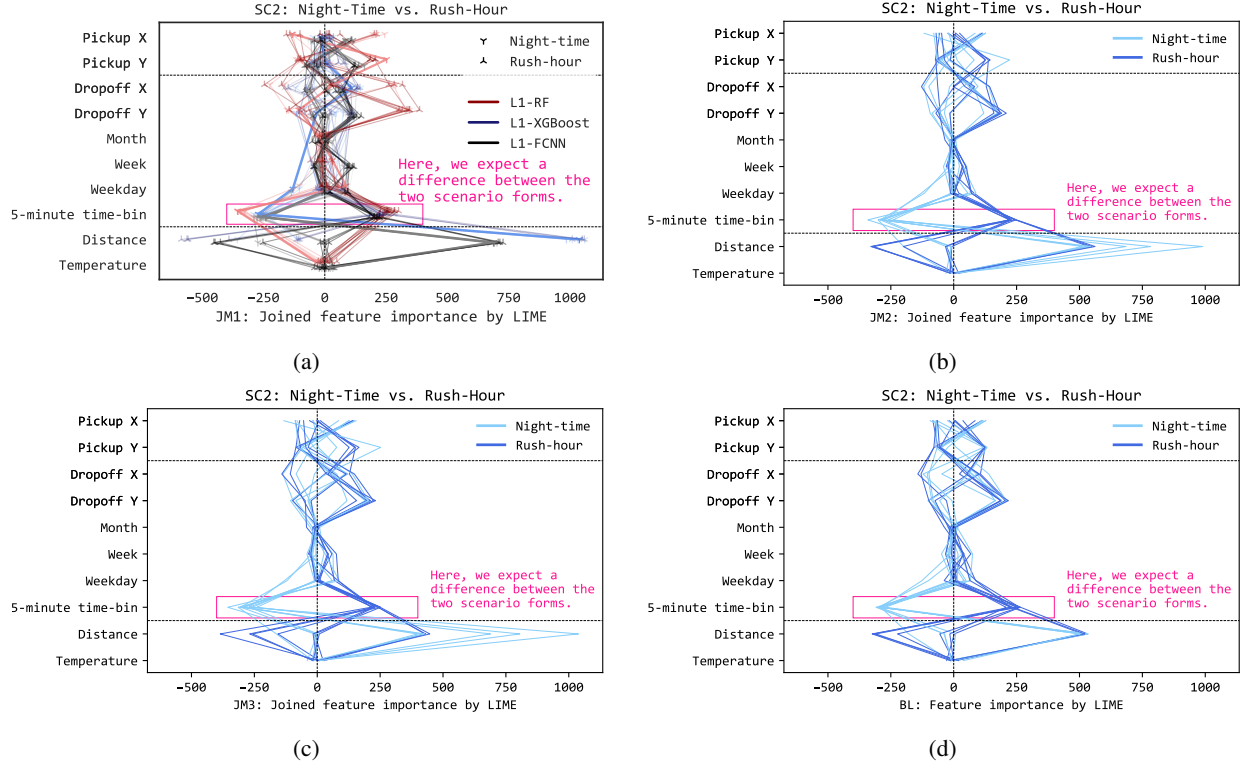 SC2: Night-Time vs. Rush-Hour
Pickup X
Pickup Y
Dropoff X
Dropoff Y
Month
Week
Weekday
5-minute time-bin
Distance
Temperature
Night-time
Rush-hour
L1-RF
L1-XGBoost
L1-FCNN
Here, we expect a
difference between the
two scenario forms.
−500 −250 0 250 500 750 1000
JM1: Joined feature importance by LIME
(a)
SC2: Night-Time vs. Rush-Hour
Pickup X
Pickup Y
Dropoff X
Dropoff Y
Month
Week
Weekday
5-minute time-bin
Distance
Temperature
Night-time
Rush-hour
Here, we expect a
difference between the
two scenario forms.
−500 −250 0 250 500 750 1000
JM2: Joined feature importance by LIME
(b)
SC2: Night-Time vs. Rush-Hour
Pickup X
Pickup Y
Dropoff X
Dropoff Y
Month
Week
Weekday
5-minute time-bin
Distance
Temperature
Night-time
Rush-hour
Here, we expect a
difference between the
two scenario forms.
−500 −250 0 250 500 750 1000
JM3: Joined feature importance by LIME
(c)
SC2: Night-Time vs. Rush-Hour
Pickup X
Pickup Y
Dropoff X
Dropoff Y
Month
Week
Weekday
5-minute time-bin
Distance
Temperature
Night-time
Rush-hour
Here, we expect a
difference between the
two scenario forms.
−500 −250 0 250 500 750 1000
BL: Feature importance by LIME
(d)